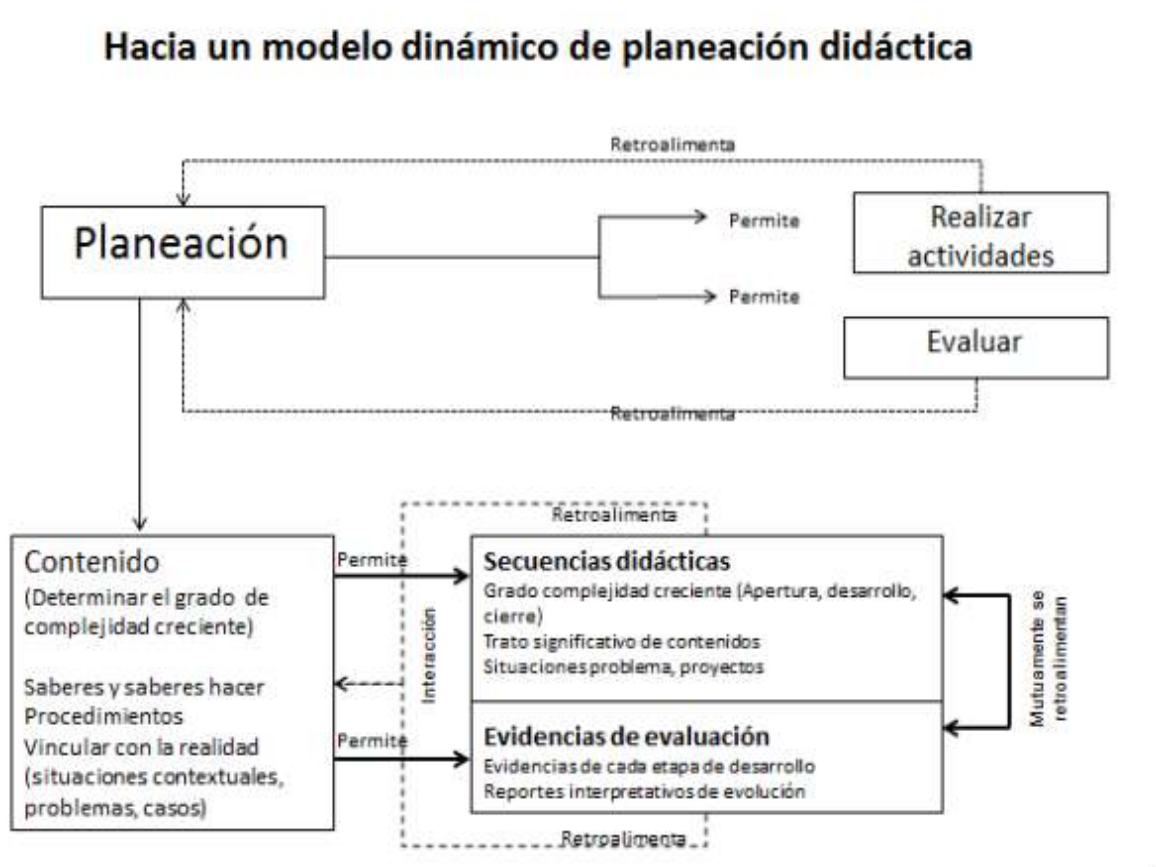 Hacia un modelo dinámico de planeación didáctica
Retroalimenta
Planeación
Permite
Permite
Realizar
actividades
Evaluar
Retroalimenta
Retroalimenta
Contenido
(Determinar el grado de
complejidad creciente)
Saberes y saberes hacer
Procedimientos
Vincular con la realidad
(situaciones contextuales,
problemas, casos)
Permite
Permite
Interacción
Secuencias didácticas
Grado complejidad creciente (Apertura, desarrollo,
cierre)
Trato significativo de contenidos
Situaciones problema, proyectos
Evidencias de evaluación
Evidencias de cada etapa de desarrollo
Reportes interpretativos de evolución
Mutuamente se
retroalimentan
Retroalimenta